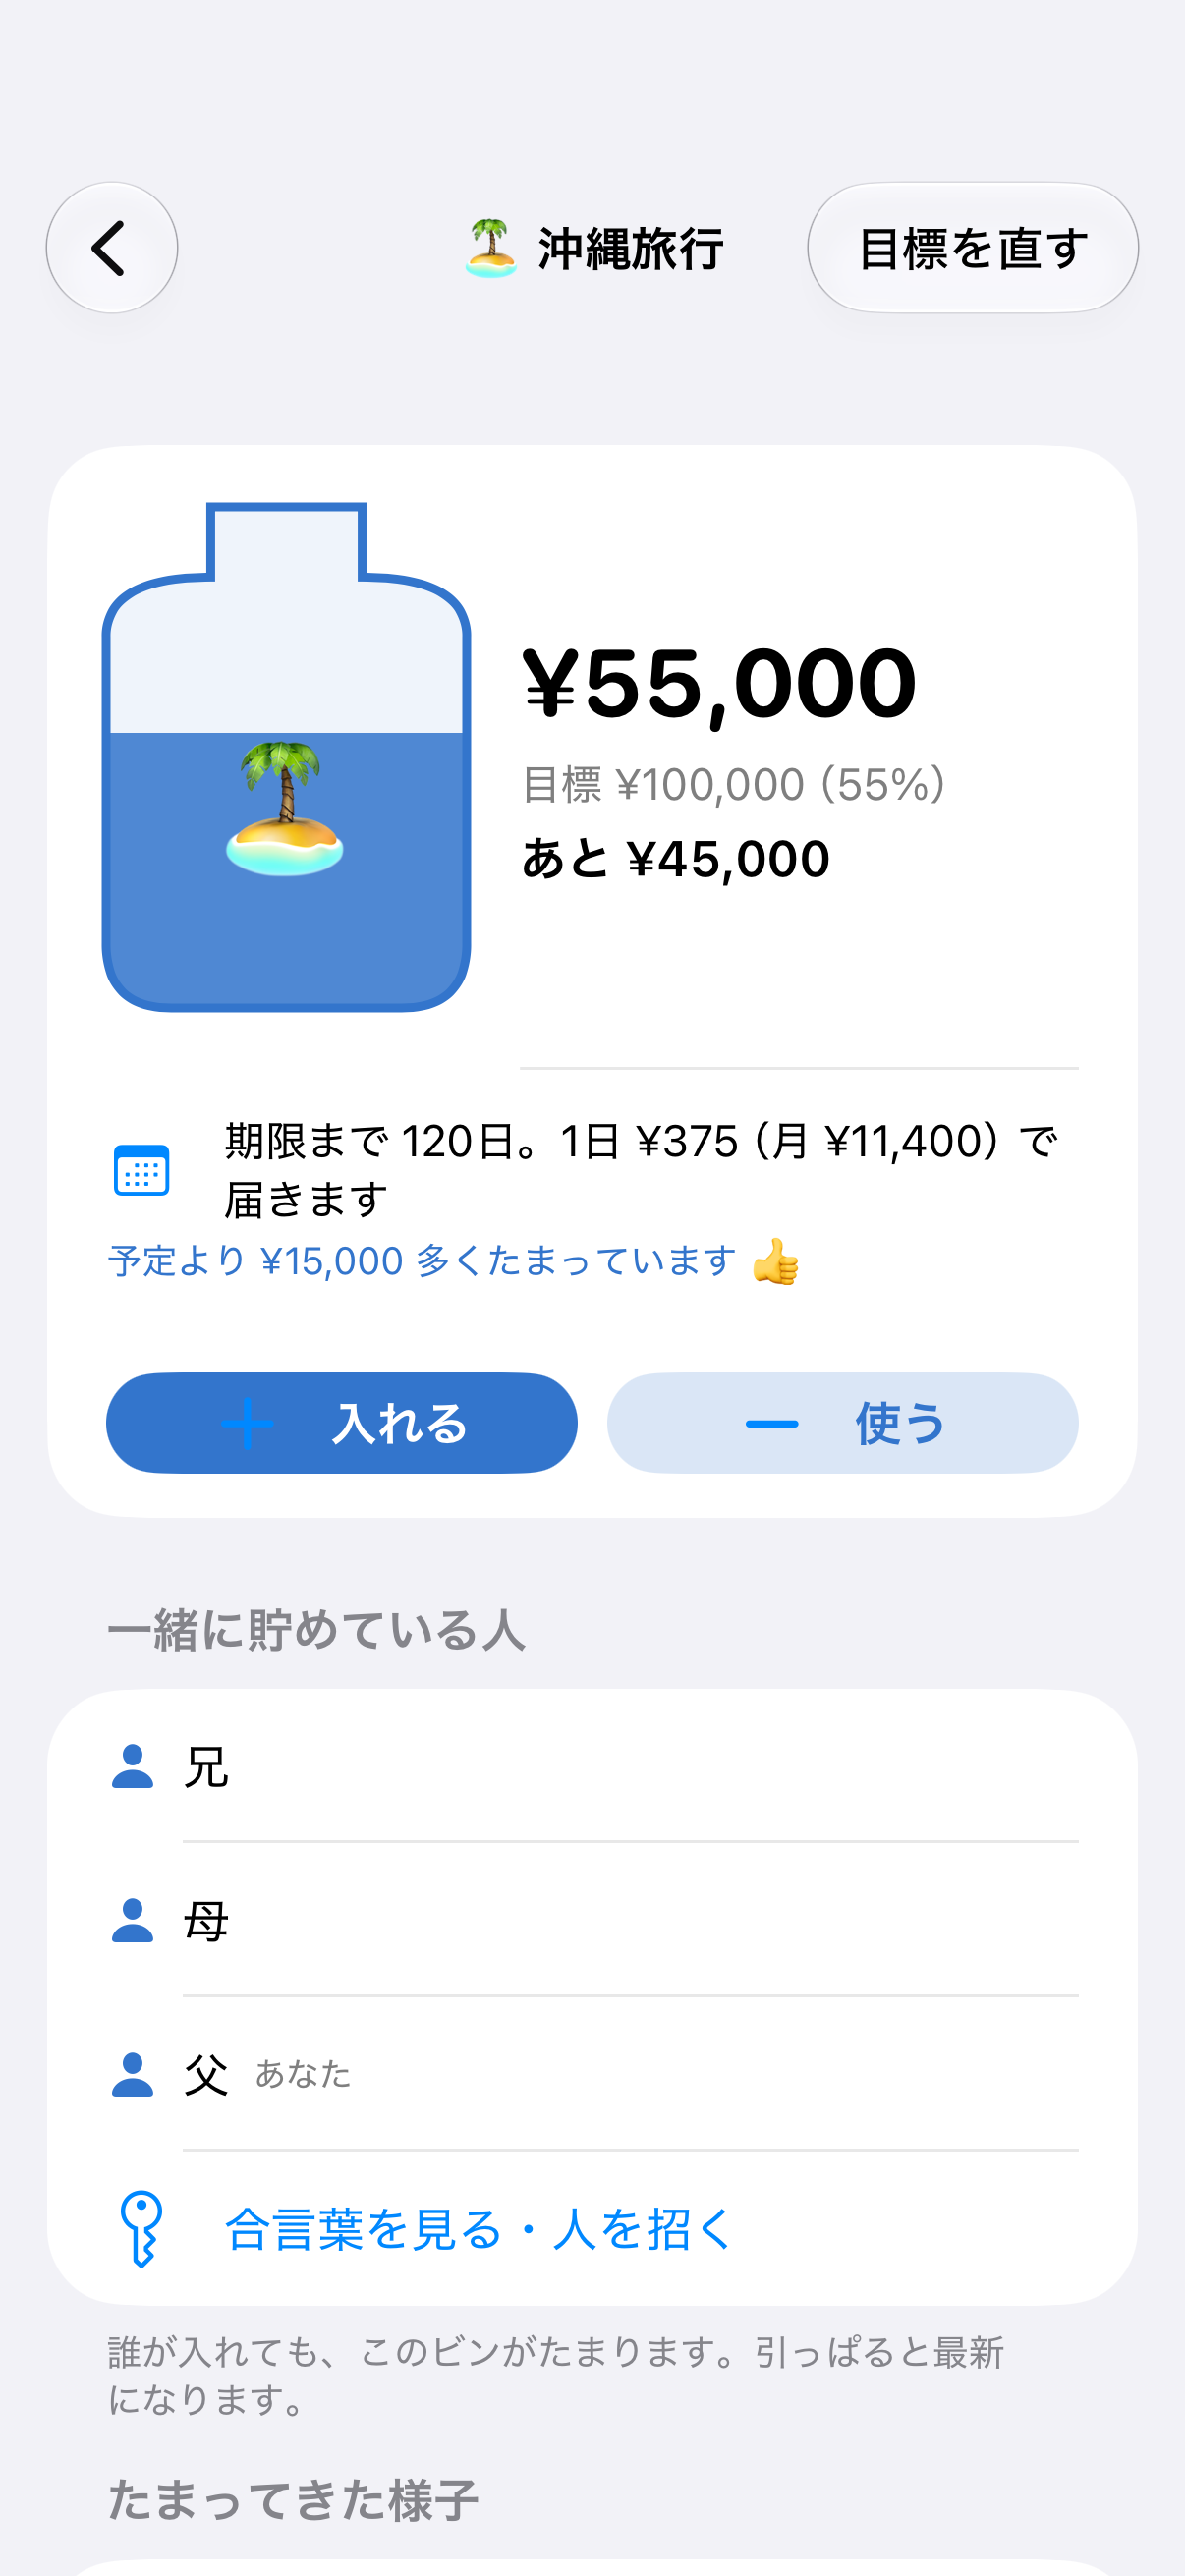 🏝️ 沖縄旅行
目標を直す
¥55,000
目標 ¥100,000（55%）
あと ¥45,000
期限まで 120日。1日 ¥375（月 ¥11,400）で
届きます
予定より ¥15,000 多くたまっています 👍
入れる
使う
一緒に貯めている人
兄
母
父 あなた
合言葉を見る・人を招く
誰が入れても、このビンがたまります。引っぱると最新
になります。
たまってきた様子